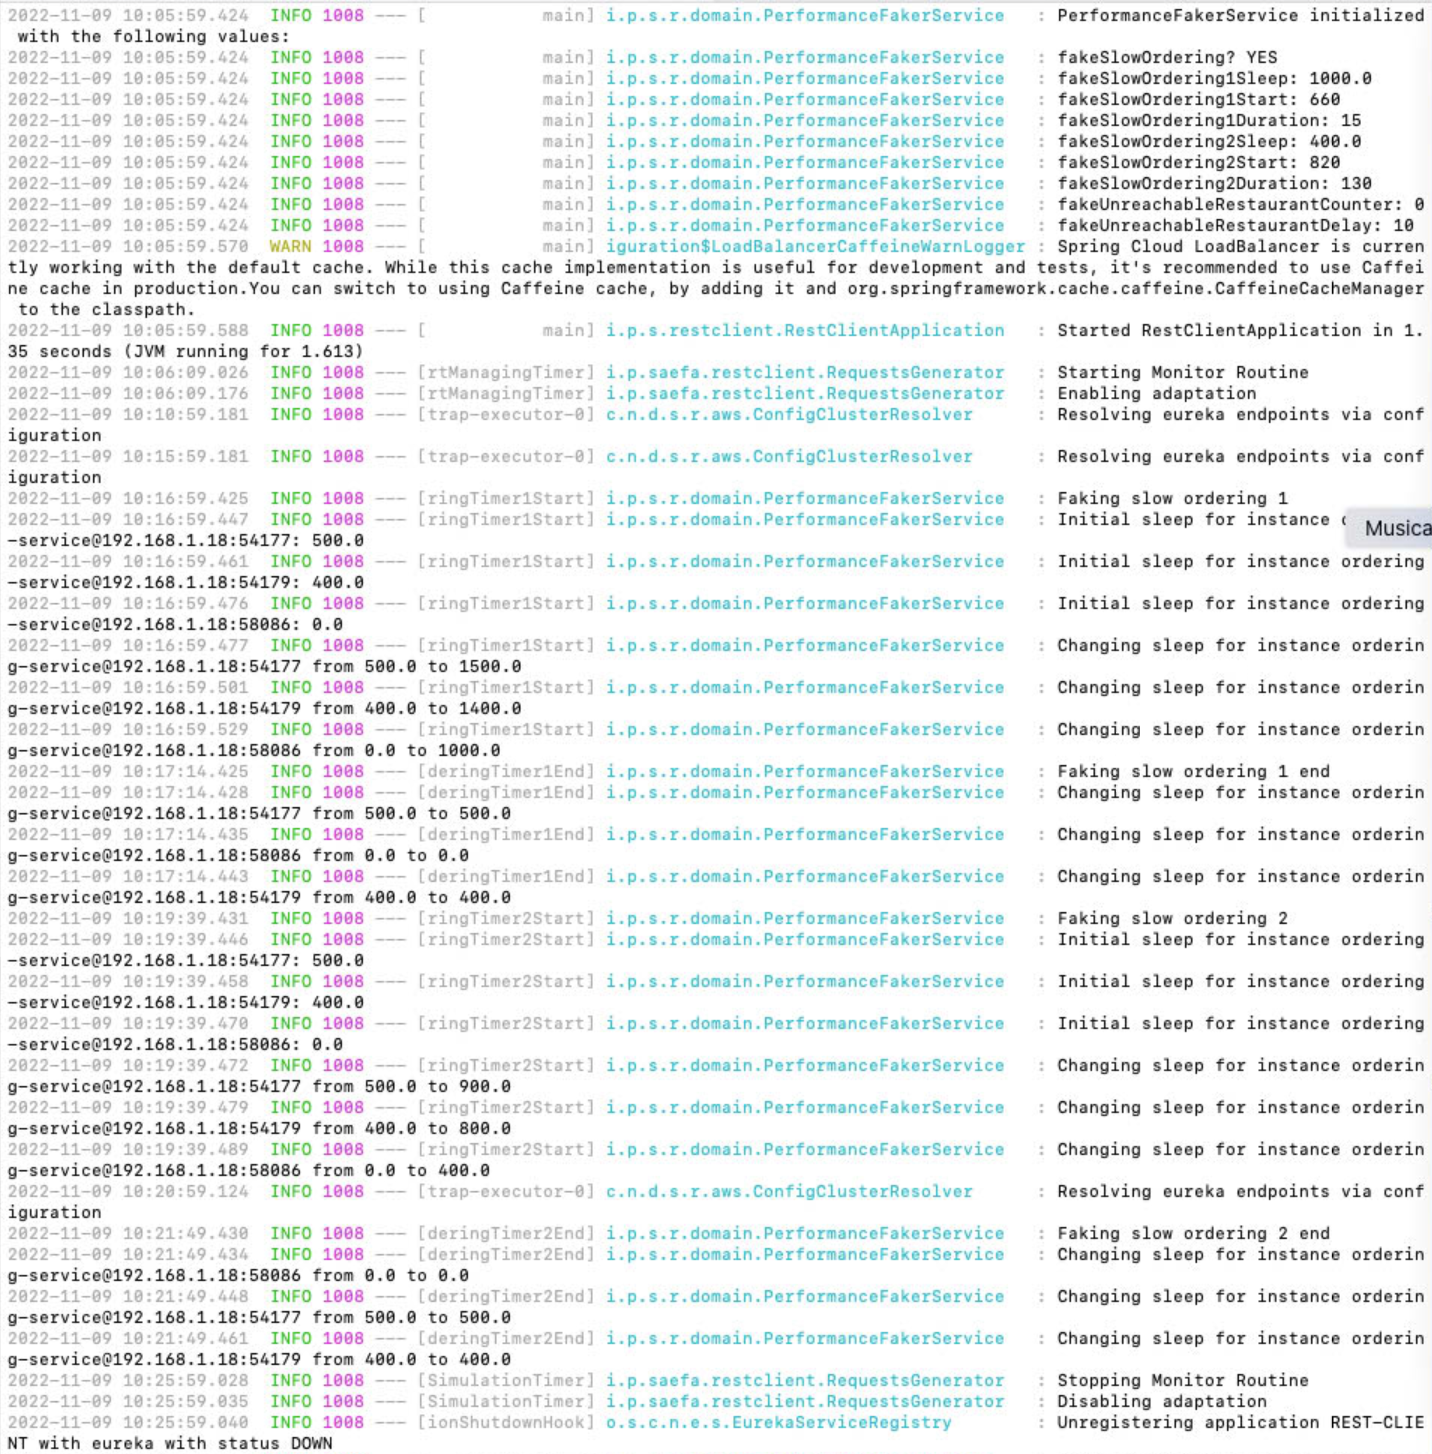 2022-11-09 10:05:59.424  INFO 1008 --- [           main] i.p.s.r.domain.PerformanceFakerService   : PerformanceFakerService initialized
 with the following values:
2022-11-09 10:05:59.424  INFO 1008 --- [           main] i.p.s.r.domain.PerformanceFakerService   : fakeSlowOrdering? YES
2022-11-09 10:05:59.424  INFO 1008 --- [           main] i.p.s.r.domain.PerformanceFakerService   : fakeSlowOrdering1Sleep: 1000.0
2022-11-09 10:05:59.424  INFO 1008 --- [           main] i.p.s.r.domain.PerformanceFakerService   : fakeSlowOrdering1Start: 660
2022-11-09 10:05:59.424  INFO 1008 --- [           main] i.p.s.r.domain.PerformanceFakerService   : fakeSlowOrdering1Duration: 15
2022-11-09 10:05:59.424  INFO 1008 --- [           main] i.p.s.r.domain.PerformanceFakerService   : fakeSlowOrdering2Sleep: 400.0
2022-11-09 10:05:59.424  INFO 1008 --- [           main] i.p.s.r.domain.PerformanceFakerService   : fakeSlowOrdering2Start: 820
2022-11-09 10:05:59.424  INFO 1008 --- [           main] i.p.s.r.domain.PerformanceFakerService   : fakeSlowOrdering2Duration: 130
2022-11-09 10:05:59.424  INFO 1008 --- [           main] i.p.s.r.domain.PerformanceFakerService   : fakeUnreachableRestaurantCounter: 0
2022-11-09 10:05:59.424  INFO 1008 --- [           main] i.p.s.r.domain.PerformanceFakerService   : fakeUnreachableRestaurantDelay: 10
2022-11-09 10:05:59.570  WARN 1008 --- [           main] iguration$LoadBalancerCaffeineWarnLogger : Spring Cloud LoadBalancer is curren
tly working with the default cache. While this cache implementation is useful for development and tests, it's recommended to use Caffei
ne cache in production.You can switch to using Caffeine cache, by adding it and org.springframework.cache.caffeine.CaffeineCacheManager
 to the classpath.
2022-11-09 10:05:59.588  INFO 1008 --- [           main] i.p.s.restclient.RestClientApplication   : Started RestClientApplication in 1.
35 seconds (JVM running for 1.613)
2022-11-09 10:06:09.026  INFO 1008 --- [rtManagingTimer] i.p.saefa.restclient.RequestsGenerator   : Starting Monitor Routine
2022-11-09 10:06:09.176  INFO 1008 --- [rtManagingTimer] i.p.saefa.restclient.RequestsGenerator   : Enabling adaptation
2022-11-09 10:10:59.181  INFO 1008 --- [trap-executor-0] c.n.d.s.r.aws.ConfigClusterResolver      : Resolving eureka endpoints via conf
iguration
2022-11-09 10:15:59.181  INFO 1008 --- [trap-executor-0] c.n.d.s.r.aws.ConfigClusterResolver      : Resolving eureka endpoints via conf
iguration
2022-11-09 10:16:59.425  INFO 1008 --- [ringTimer1Start] i.p.s.r.domain.PerformanceFakerService   : Faking slow ordering 1
2022-11-09 10:16:59.447  INFO 1008 --- [ringTimer1Start] i.p.s.r.domain.PerformanceFakerService   : Initial sleep for instance
Musica
-service@192.168.1.18:54177: 500.0
2022-11-09 10:16:59.461  INFO 1008 --- [ringTimer1Start] i.p.s.r.domain.PerformanceFakerService   : Initial sleep for instance ordering
-service@192.168.1.18:54179: 400.0
2022-11-09 10:16:59.476  INFO 1008 --- [ringTimer1Start] i.p.s.r.domain.PerformanceFakerService   : Initial sleep for instance ordering
-service@192.168.1.18:58086: 0.0
2022-11-09 10:16:59.477  INFO 1008 --- [ringTimer1Start] i.p.s.r.domain.PerformanceFakerService   : Changing sleep for instance orderin
g-service@192.168.1.18:54177 from 500.0 to 1500.0
2022-11-09 10:16:59.501  INFO 1008 --- [ringTimer1Start] i.p.s.r.domain.PerformanceFakerService   : Changing sleep for instance orderin
g-service@192.168.1.18:54179 from 400.0 to 1400.0
2022-11-09 10:16:59.529  INFO 1008 --- [ringTimer1Start] i.p.s.r.domain.PerformanceFakerService   : Changing sleep for instance orderin
g-service@192.168.1.18:58086 from 0.0 to 1000.0
2022-11-09 10:17:14.425  INFO 1008 --- [deringTimer1End] i.p.s.r.domain.PerformanceFakerService   : Faking slow ordering 1 end
2022-11-09 10:17:14.428  INFO 1008 --- [deringTimer1End] i.p.s.r.domain.PerformanceFakerService   : Changing sleep for instance orderin
g-service@192.168.1.18:54177 from 500.0 to 500.0
2022-11-09 10:17:14.435  INFO 1008 --- [deringTimer1End] i.p.s.r.domain.PerformanceFakerService   : Changing sleep for instance orderin
g-service@192.168.1.18:58086 from 0.0 to 0.0
2022-11-09 10:17:14.443  INFO 1008 --- [deringTimer1End] i.p.s.r.domain.PerformanceFakerService   : Changing sleep for instance orderin
g-service@192.168.1.18:54179 from 400.0 to 400.0
2022-11-09 10:19:39.431  INFO 1008 --- [ringTimer2Start] i.p.s.r.domain.PerformanceFakerService   : Faking slow ordering 2
2022-11-09 10:19:39.446  INFO 1008 --- [ringTimer2Start] i.p.s.r.domain.PerformanceFakerService   : Initial sleep for instance ordering
-service@192.168.1.18:54177: 500.0
2022-11-09 10:19:39.458  INFO 1008 --- [ringTimer2Start] i.p.s.r.domain.PerformanceFakerService   : Initial sleep for instance ordering
-service@192.168.1.18:54179: 400.0
2022-11-09 10:19:39.470  INFO 1008 --- [ringTimer2Start] i.p.s.r.domain.PerformanceFakerService   : Initial sleep for instance ordering
-service@192.168.1.18:58086: 0.0
2022-11-09 10:19:39.472  INFO 1008 --- [ringTimer2Start] i.p.s.r.domain.PerformanceFakerService   : Changing sleep for instance orderin
g-service@192.168.1.18:54177 from 500.0 to 900.0
2022-11-09 10:19:39.479  INFO 1008 --- [ringTimer2Start] i.p.s.r.domain.PerformanceFakerService   : Changing sleep for instance orderin
g-service@192.168.1.18:54179 from 400.0 to 800.0
2022-11-09 10:19:39.489  INFO 1008 --- [ringTimer2Start] i.p.s.r.domain.PerformanceFakerService   : Changing sleep for instance orderin
g-service@192.168.1.18:58086 from 0.0 to 400.0
2022-11-09 10:20:59.124  INFO 1008 --- [trap-executor-0] c.n.d.s.r.aws.ConfigClusterResolver      : Resolving eureka endpoints via conf
iguration
2022-11-09 10:21:49.430  INFO 1008 --- [deringTimer2End] i.p.s.r.domain.PerformanceFakerService   : Faking slow ordering 2 end
2022-11-09 10:21:49.434  INFO 1008 --- [deringTimer2End] i.p.s.r.domain.PerformanceFakerService   : Changing sleep for instance orderin
g-service@192.168.1.18:58086 from 0.0 to 0.0
2022-11-09 10:21:49.448  INFO 1008 --- [deringTimer2End] i.p.s.r.domain.PerformanceFakerService   : Changing sleep for instance orderin
g-service@192.168.1.18:54177 from 500.0 to 500.0
2022-11-09 10:21:49.461  INFO 1008 --- [deringTimer2End] i.p.s.r.domain.PerformanceFakerService   : Changing sleep for instance orderin
g-service@192.168.1.18:54179 from 400.0 to 400.0
2022-11-09 10:25:59.028  INFO 1008 --- [SimulationTimer] i.p.saefa.restclient.RequestsGenerator   : Stopping Monitor Routine
2022-11-09 10:25:59.035  INFO 1008 --- [SimulationTimer] i.p.saefa.restclient.RequestsGenerator   : Disabling adaptation
2022-11-09 10:25:59.040  INFO 1008 --- [ionShutdownHook] o.s.c.n.e.s.EurekaServiceRegistry        : Unregistering application REST-CLIE
NT with eureka with status DOWN